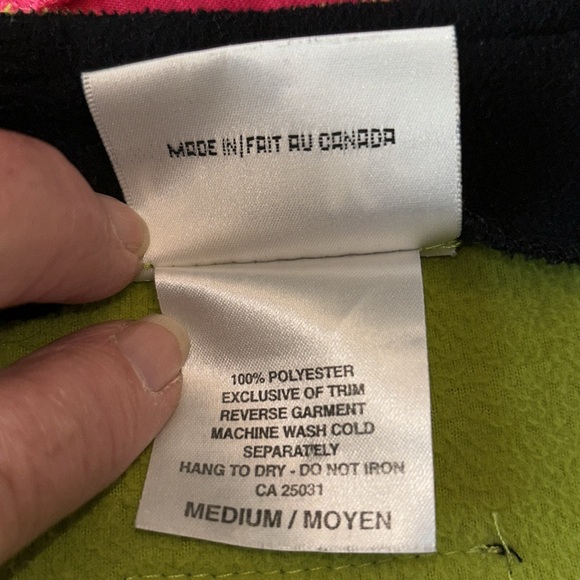 MADE IN|FAIT AU CANADA
100% POLYESTER
EXCLUSIVE OF TRIM
REVERSE GARMENT
MACHINE WASH COLD
SEPARATELY
HANG TO DRY - DO NOT IRON
CA 25031
MEDIUM / MOYEN